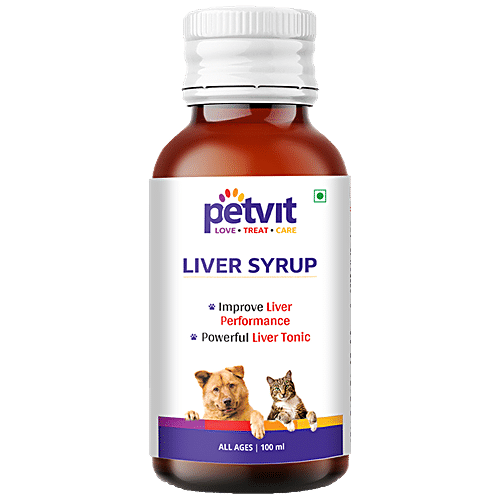 petvit
LOVE • TREAT • CARE
LIVER SYRUP
Improve Liver
Performance
Powerful Liver Tonic
ALL AGES | 100 ml